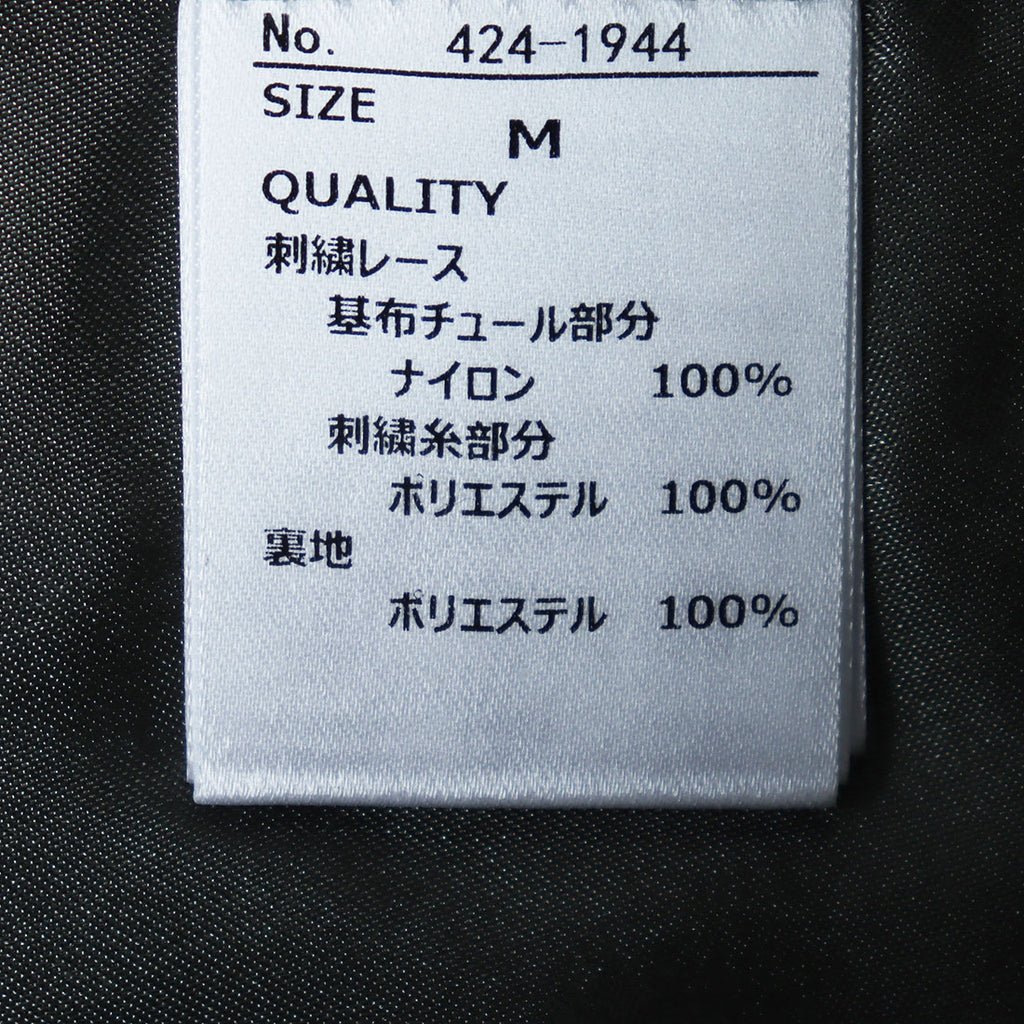 No. 424-1944
SIZE
M
QUALITY
刺繍レース
基布チュール部分
ナイロン 100%
刺繍糸部分
ポリエステル 100%
裏地
ポリエステル 100%